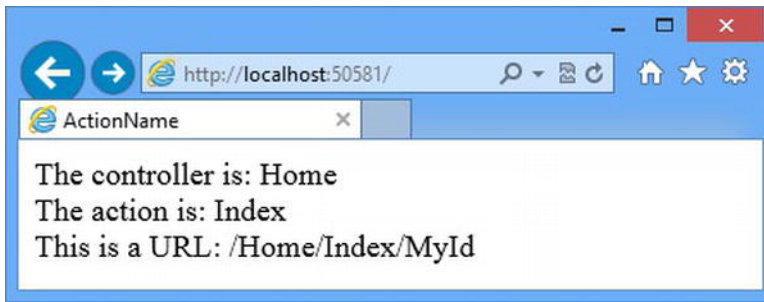 http://localhost:50581/
ActionName
The controller is: Home
The action is: Index
This is a URL: /Home/Index/MyId